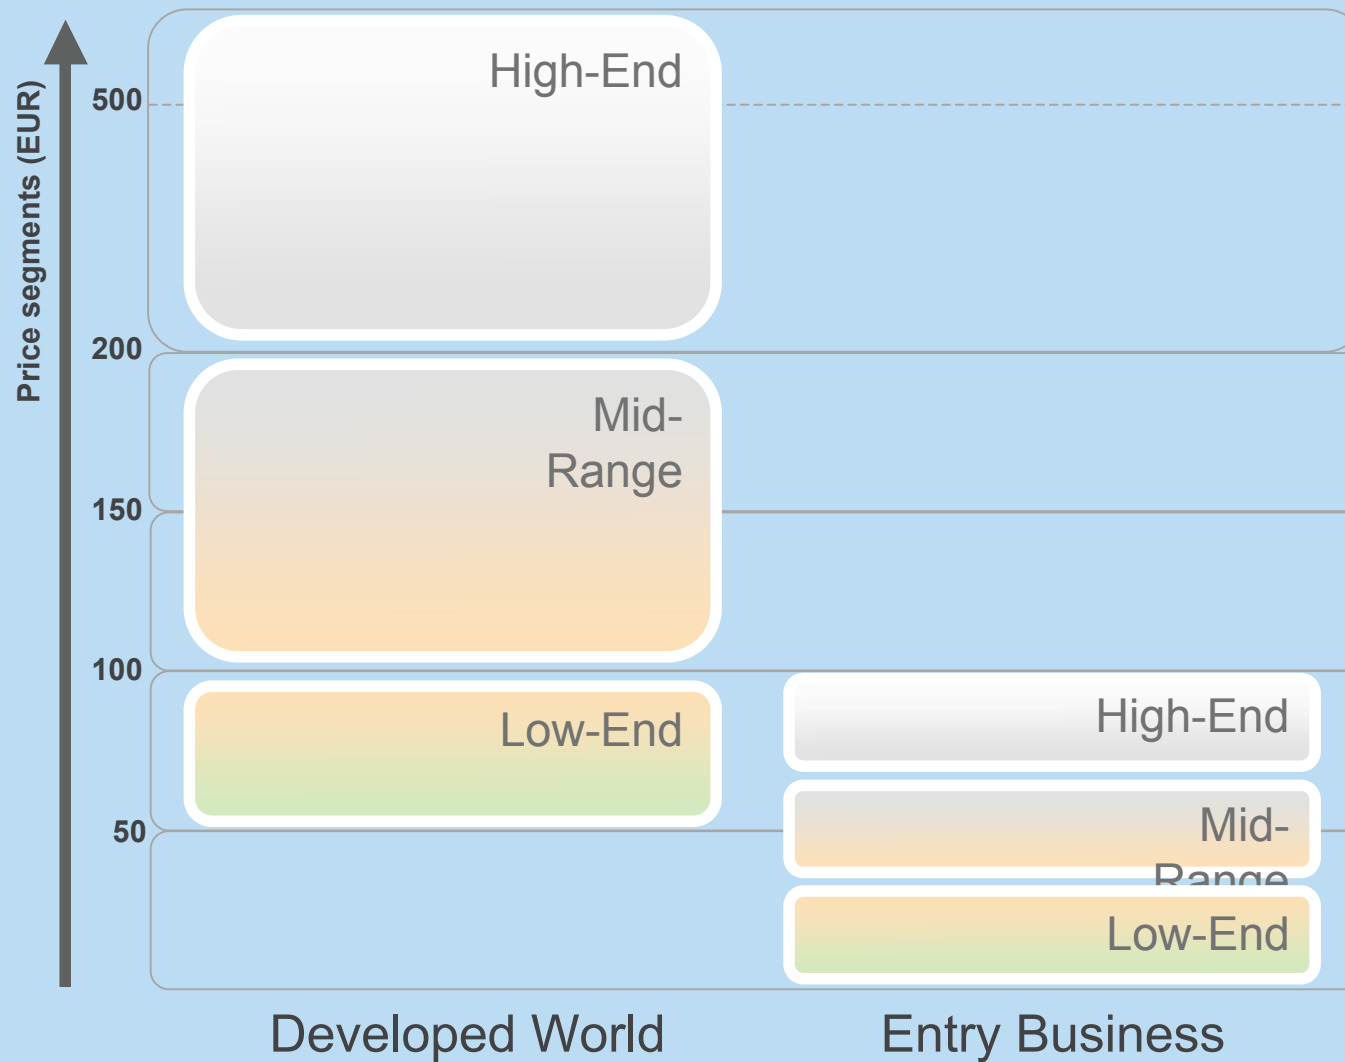 Price segments (EUR)
500
200
150
100
50
High-End
Mid-
Range
Low-End
High-End
Mid-
Range
Low-End
Developed World
Entry Business